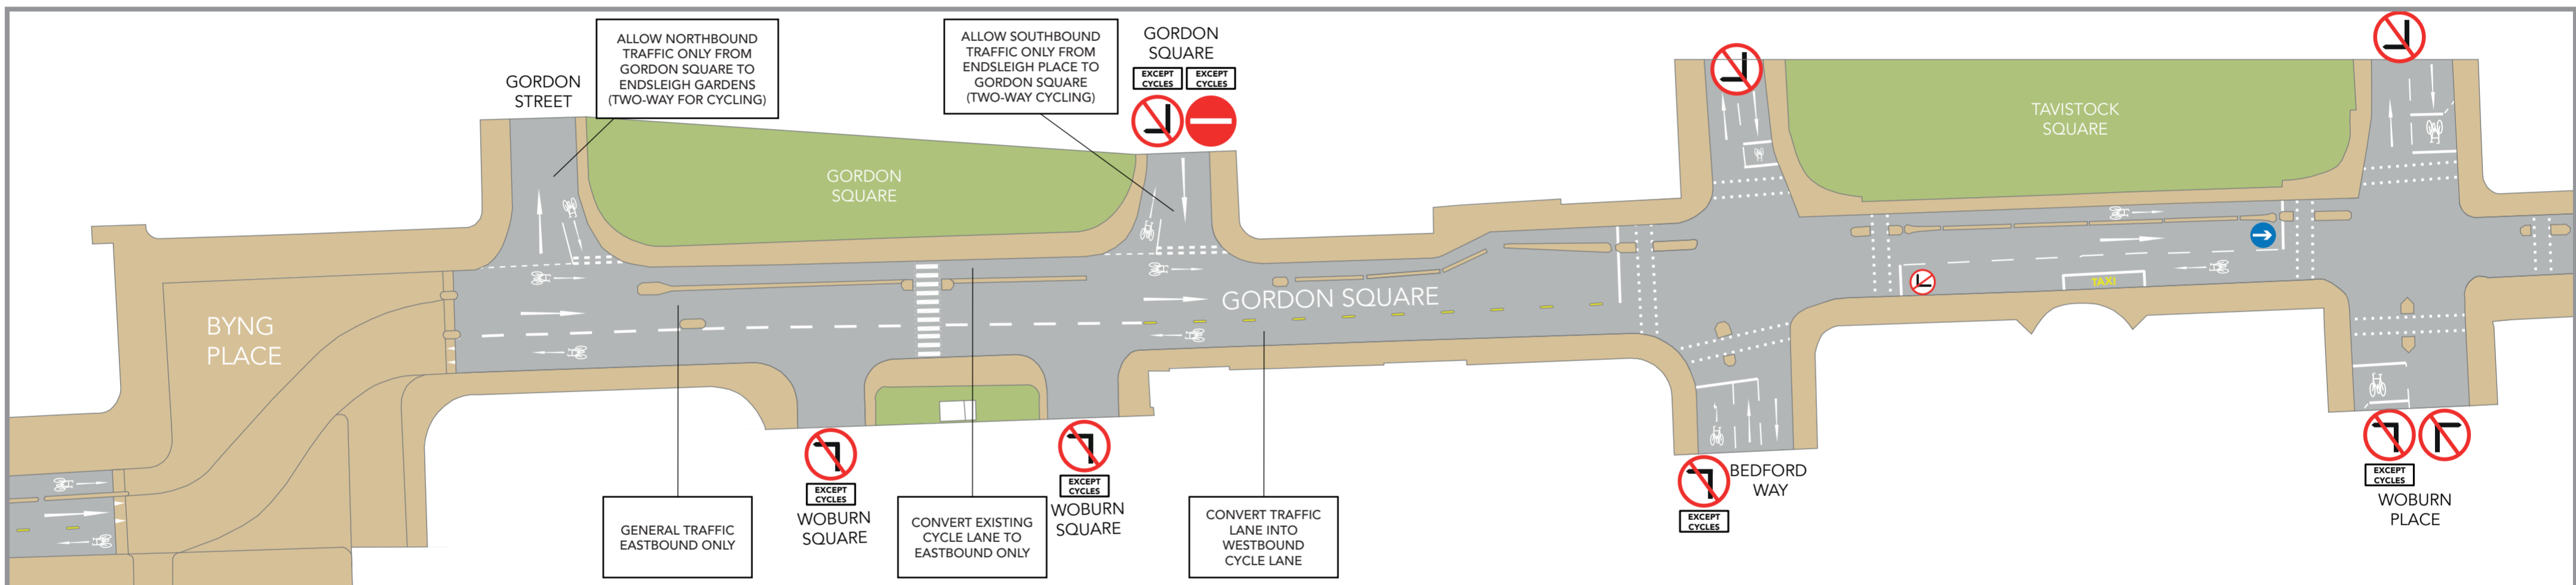 ALLOW NORTHBOUND
TRAFFIC ONLY FROM
GORDON SQUARE TO
ENDSLEIGH GARDENS
(TWO-WAY FOR CYCLING)
ALLOW SOUTHBOUND
TRAFFIC ONLY FROM
ENDSLEIGH PLACE TO
GORDON SQUARE
(TWO-WAY CYCLING)
GORDON
SQUARE
EXCEPT
CYCLES
EXCEPT
CYCLES
GORDON
STREET
GORDON
SQUARE
TAVISTOCK
SQUARE
BYNG
PLACE
GORDON SQUARE
TAXI
EXCEPT
CYCLES
WOBURN
SQUARE
EXCEPT
CYCLES
WOBURN
SQUARE
BEDFORD
WAY
EXCEPT
CYCLES
EXCEPT
CYCLES
WOBURN
PLACE
GENERAL TRAFFIC
EASTBOUND ONLY
CONVERT EXISTING
CYCLE LANE TO
EASTBOUND ONLY
CONVERT TRAFFIC
LANE INTO
WESTBOUND
CYCLE LANE